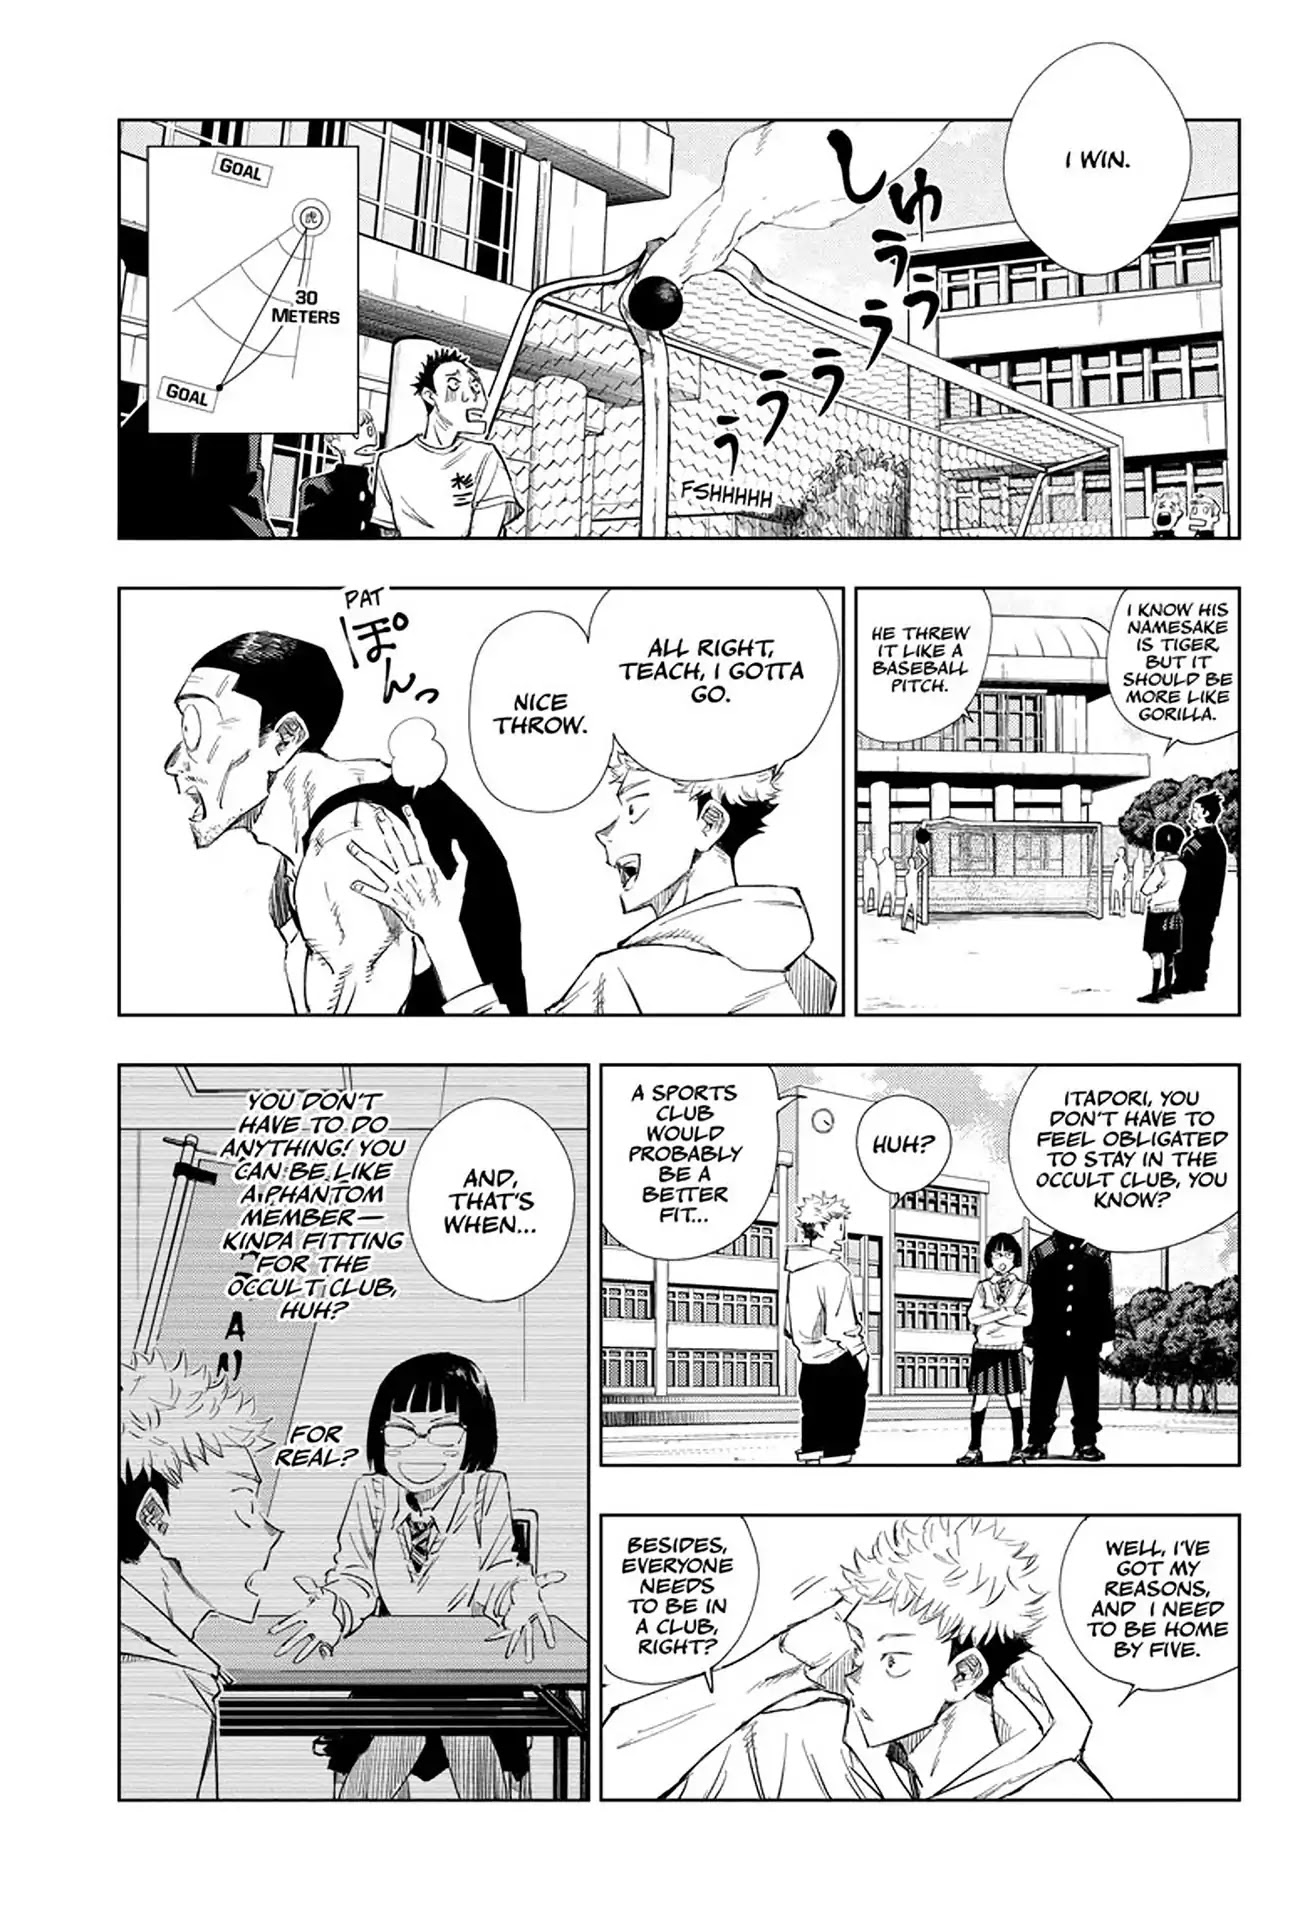 I WIN.
しゅうううううう
GOAL
虎
30
METERS
GOAL
FSHHHHH
I KNOW HIS
NAMESAKE
IS TIGER,
BUT IT
SHOULD BE
MORE LIKE
GORILLA.
HE THREW
IT LIKE A
BASEBALL
PITCH.
ALL RIGHT,
TEACH, I GOTTA
GO.
NICE
THROW.
PAT
ぽんっ
ITADORI, YOU
DON'T HAVE TO
FEEL OBLIGATED
TO STAY IN THE
OCCULT CLUB, YOU
KNOW?
HUH?
A SPORTS
CLUB
WOULD
PROBABLY
BE A
BETTER
FIT...
WELL, I'VE
GOT MY
REASONS,
AND I NEED
TO BE HOME
BY FIVE.
BESIDES,
EVERYONE
NEEDS
TO BE IN
A CLUB,
RIGHT?
AND,
THAT'S
WHEN...
YOU DON'T
HAVE TO DO
ANYTHING! YOU
CAN BE LIKE
A PHANTOM
MEMBER—
KINDA FITTING
FOR THE
OCCULT CLUB,
HUH?
FOR
REAL?